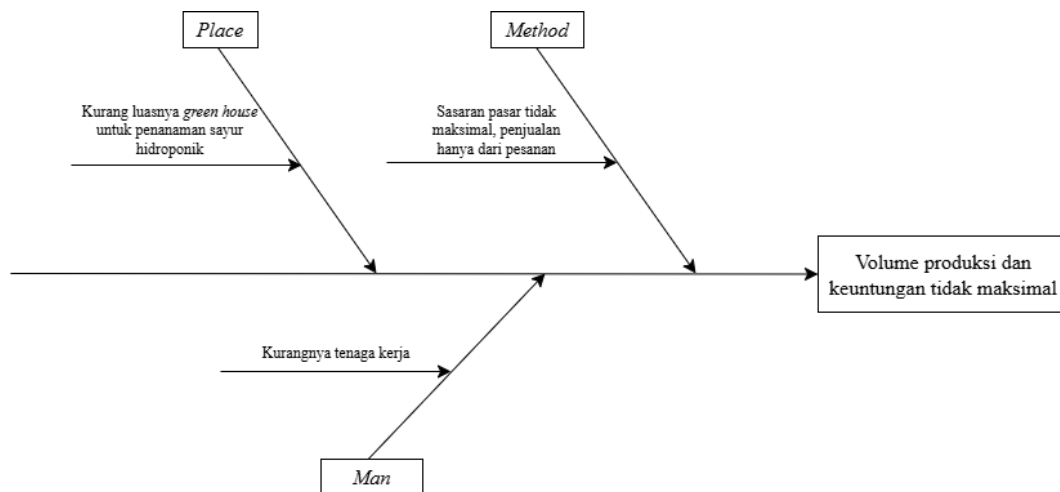 Place
Method
Kurang luasnya green house
untuk penanaman sayur
hidroponik
Sasaran pasar tidak
maksimal, penjualan
hanya dari pesanan
Volume produksi dan
keuntungan tidak maksimal
Kurangnya tenaga kerja
Man